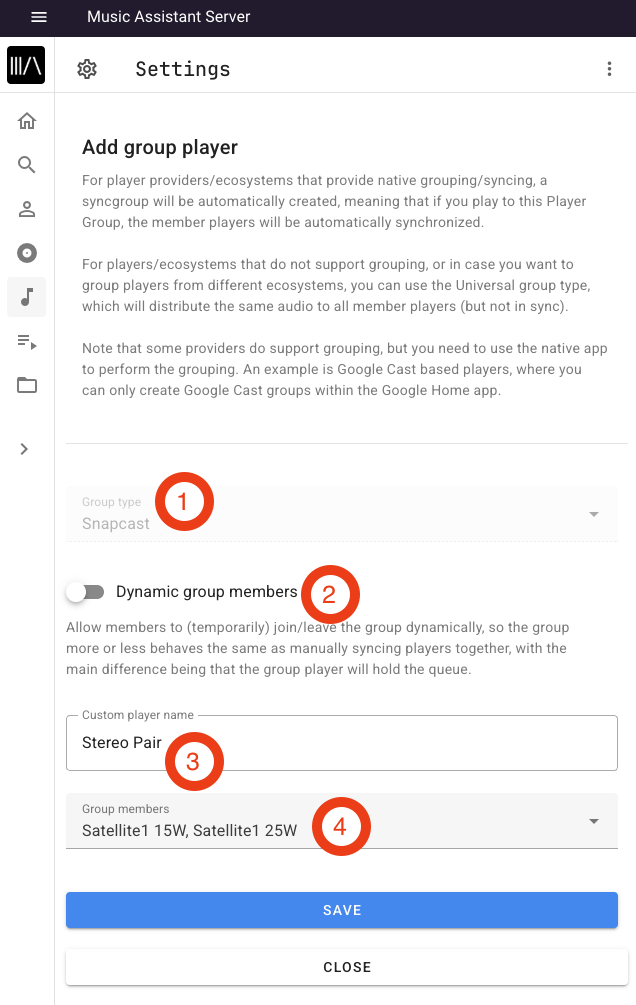 Music Assistant Server
Settings
Add group player
For player providers/ecosystems that provide native grouping/syncing, a
syncgroup will be automatically created, meaning that if you play to this Player
Group, the member players will be automatically synchronized.
For players/ecosystems that do not support grouping, or in case you want to
group players from different ecosystems, you can use the Universal group type,
which will distribute the same audio to all member players (but not in sync).
Note that some providers do support grouping, but you need to use the native app
to perform the grouping. An example is Google Cast based players, where you
can only create Google Cast groups within the Google Home app.
Group type
1
Snapcast
Dynamic group members
2
Allow members to (temporarily) join/leave the group dynamically, so the group
more or less behaves the same as manually syncing players together, with the
main difference being that the group player will hold the queue.
Custom player name
Stereo Pair
3
Group members
Satellite1 15W, Satellite1 25W
4
SAVE
CLOSE